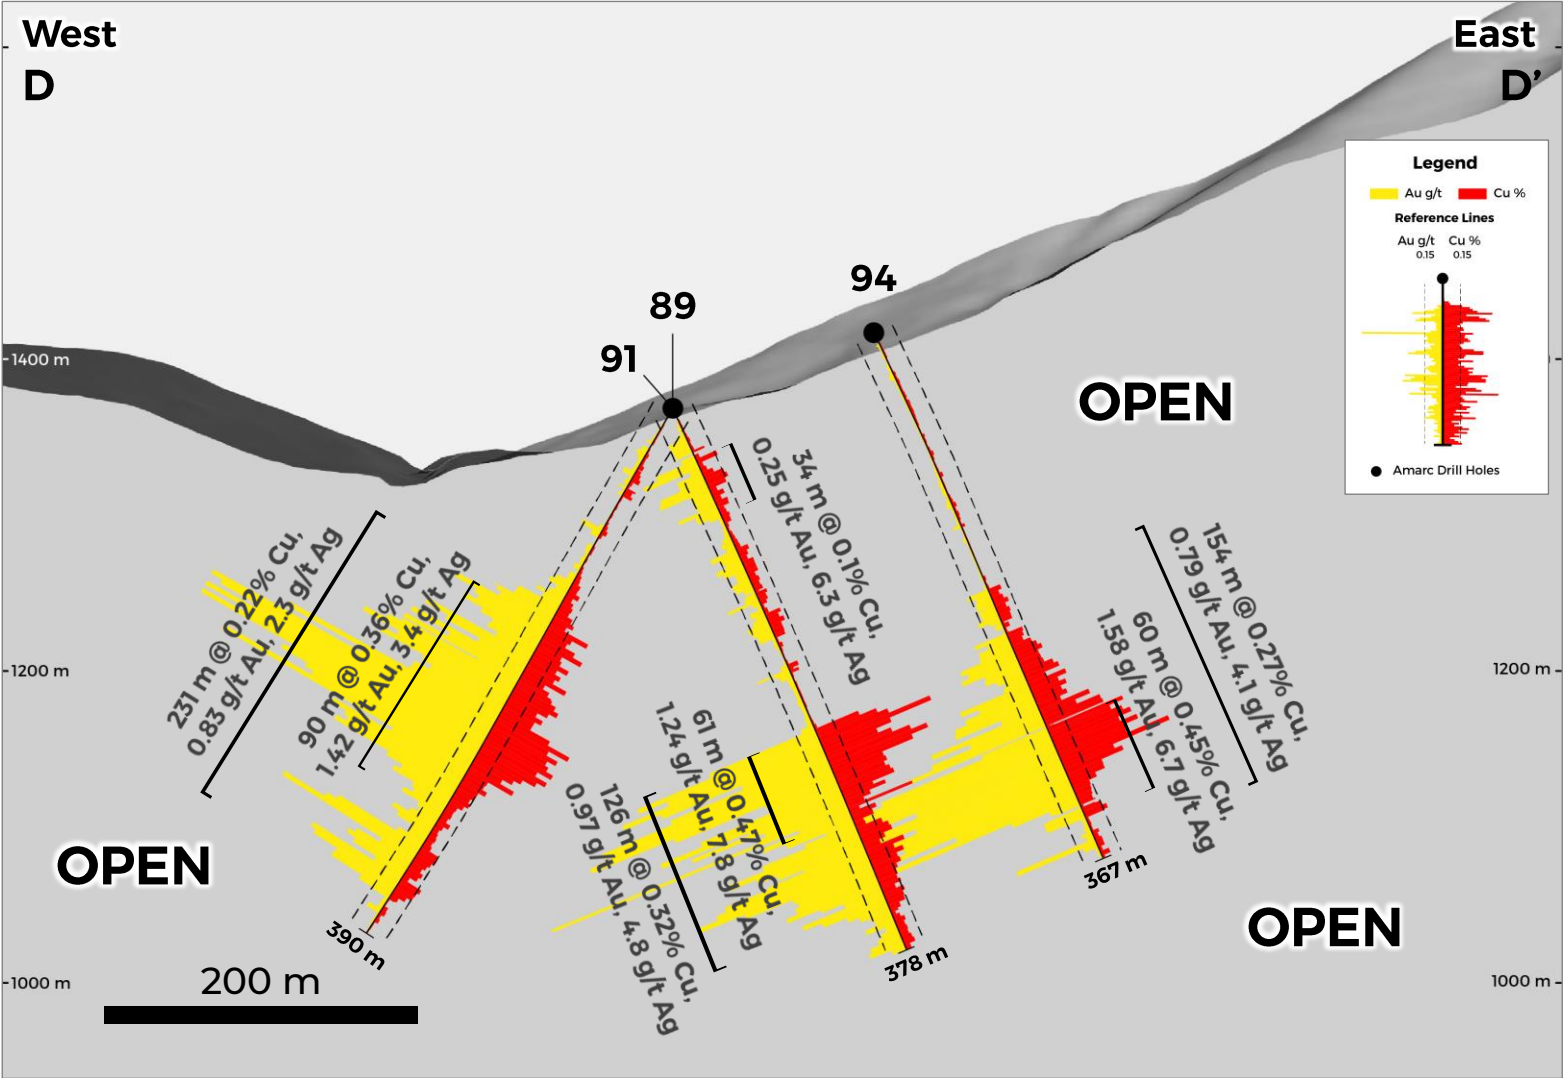 West
East
D
D’
Legend
Au g/t
Cu %
Reference Lines
Au g/t
Cu %
0.15
0.15
Amarc Drill Holes
94
89
91
1400 m
OPEN
34 m @ 0.1% Cu,
0.25 g/t Au, 6.3 g/t Ag
231 m @ 0.22% Cu,
0.83 g/t Au, 2.3 g/t Ag
90 m @ 0.36% Cu,
1.42 g/t Au, 3.4 g/t Ag
154 m @ 0.27% Cu,
0.79 g/t Au, 4.1 g/t Ag
60 m @ 0.45% Cu,
1.58 g/t Au, 6.7 g/t Ag
1200 m
1200 m
61 m @ 0.47% Cu,
1.24 g/t Au, 7.8 g/t Ag
126 m @ 0.32% Cu,
0.97 g/t Au, 4.8 g/t Ag
OPEN
367 m
OPEN
390 m
378 m
200 m
1000 m
1000 m